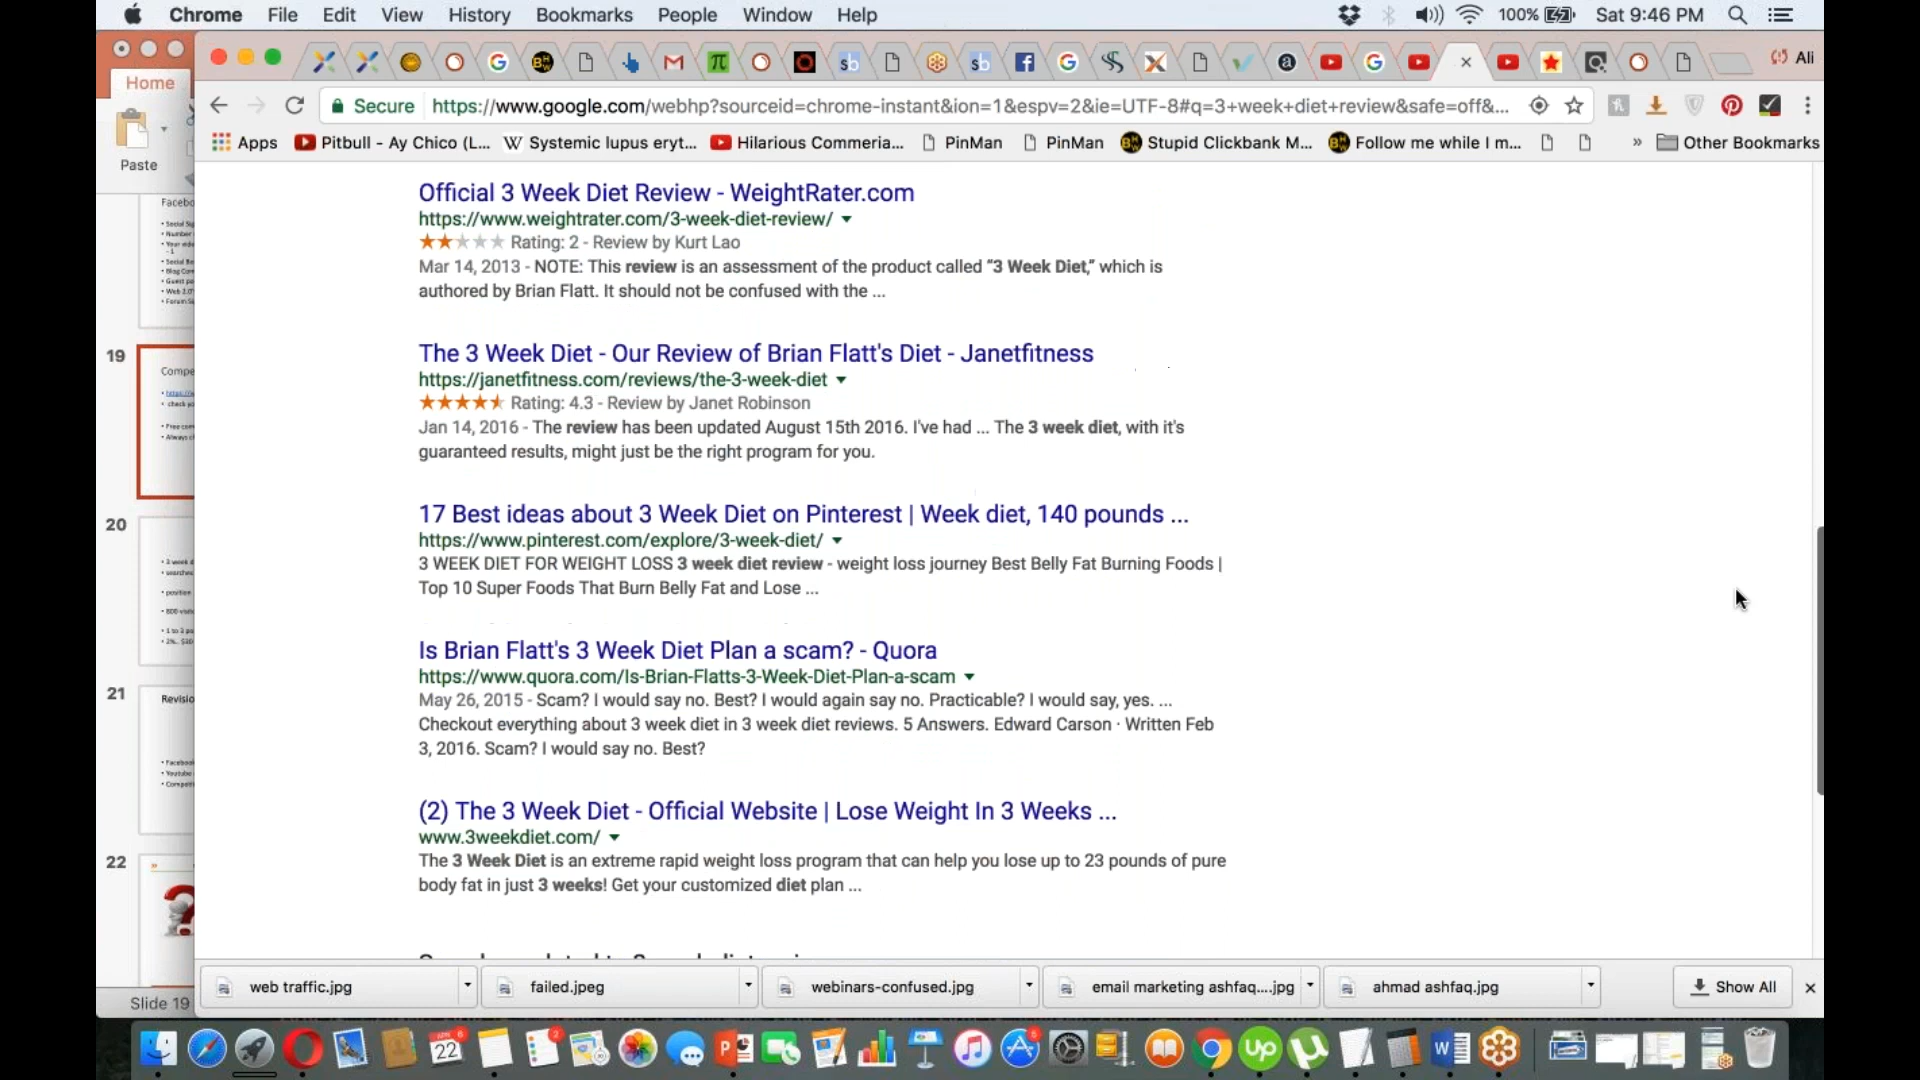 Chrome File Edit View History Bookmarks People Window Help
100% Sat 9:46 PM
Home
Ali
Secure https://www.google.com/webhp?sourceid=chrome-instant&ion=1&espv=2&ie=UTF-8#q=3+week+diet+review&safe=off&...
Paste
Apps Pitbull - Ay Chico (L... Systemic lupus eryt... Hilarious Commeria... PinMan PinMan Stupid Clickbank M... Follow me while I m... » Other Bookmarks
Official 3 Week Diet Review - WeightRater.com
https://www.weightrater.com/3-week-diet-review/
Rating: 2 - Review by Kurt Lao
Mar 14, 2013 - NOTE: This review is an assessment of the product called “3 Week Diet,” which is
authored by Brian Flatt. It should not be confused with the ...
The 3 Week Diet - Our Review of Brian Flatt's Diet - Janetfitness
https://janetfitness.com/reviews/the-3-week-diet
Rating: 4.3 - Review by Janet Robinson
Jan 14, 2016 - The review has been updated August 15th 2016. I've had ... The 3 week diet, with it's
guaranteed results, might just be the right program for you.
17 Best ideas about 3 Week Diet on Pinterest | Week diet, 140 pounds ...
https://www.pinterest.com/explore/3-week-diet/
3 WEEK DIET FOR WEIGHT LOSS 3 week diet review - weight loss journey Best Belly Fat Burning Foods |
Top 10 Super Foods That Burn Belly Fat and Lose ...
Is Brian Flatt's 3 Week Diet Plan a scam? - Quora
https://www.quora.com/Is-Brian-Flatts-3-Week-Diet-Plan-a-scam
May 26, 2015 - Scam? I would say no. Best? I would again say no. Practicable? I would say, yes. ...
Checkout everything about 3 week diet in 3 week diet reviews. 5 Answers. Edward Carson · Written Feb
3, 2016. Scam? I would say no. Best?
(2) The 3 Week Diet - Official Website | Lose Weight In 3 Weeks ...
www.3weekdiet.com/
The 3 Week Diet is an extreme rapid weight loss program that can help you lose up to 23 pounds of pure
body fat in just 3 weeks! Get your customized diet plan ...
Facebo
19
Compe
20
21
Revisio
22
Slide 19
web traffic.jpg failed.jpeg webinars-confused.jpg email marketing ashfaq....jpg ahmad ashfaq.jpg Show All
22